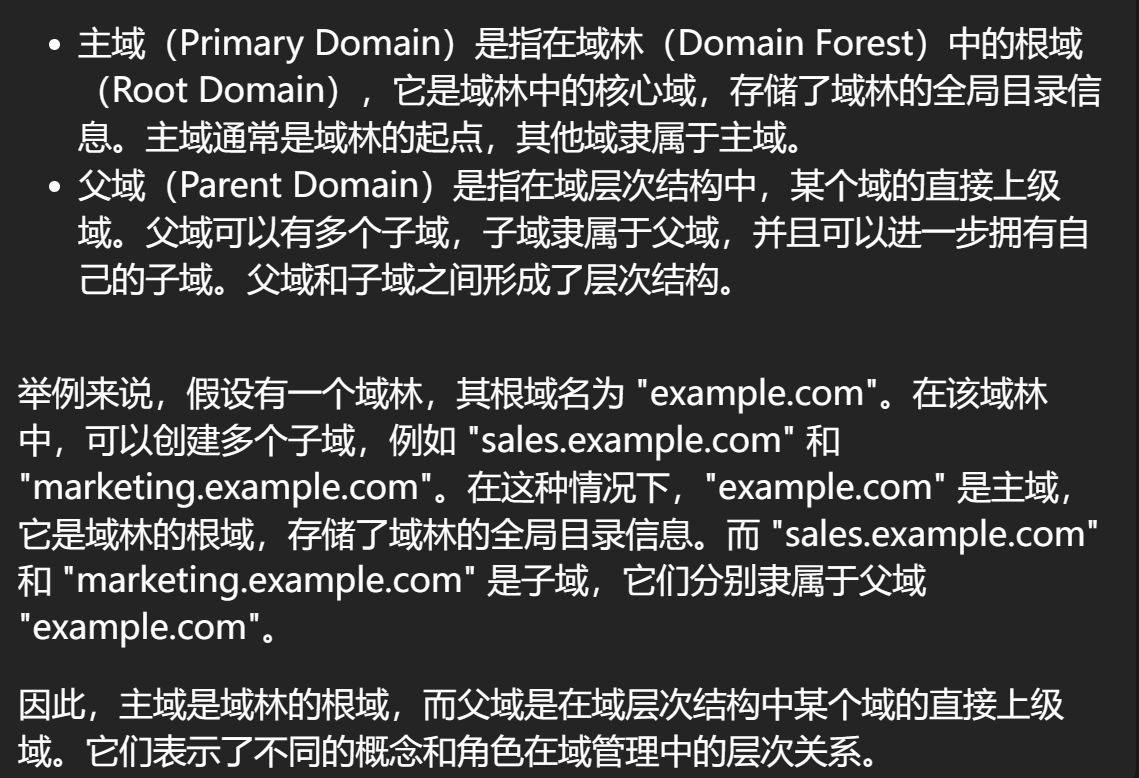 • 主域（Primary Domain）是指在域林（Domain Forest）中的根域
（Root Domain），它是域林中的核心域，存储了域林的全局目录信
息。主域通常是域林的起点，其他域隶属于主域。
• 父域（Parent Domain）是指在域层次结构中，某个域的直接上级
域。父域可以有多个子域，子域隶属于父域，并且可以进一步拥有自
己的子域。父域和子域之间形成了层次结构。
举例来说，假设有一个域林，其根域名为 "example.com"。在该域林
中，可以创建多个子域，例如 "sales.example.com" 和
"marketing.example.com"。在这种情况下，"example.com" 是主域，
它是域林的根域，存储了域林的全局目录信息。而 "sales.example.com"
和 "marketing.example.com" 是子域，它们分别隶属于父域
"example.com"。
因此，主域是域林的根域，而父域是在域层次结构中某个域的直接上级
域。它们表示了不同的概念和角色在域管理中的层次关系。